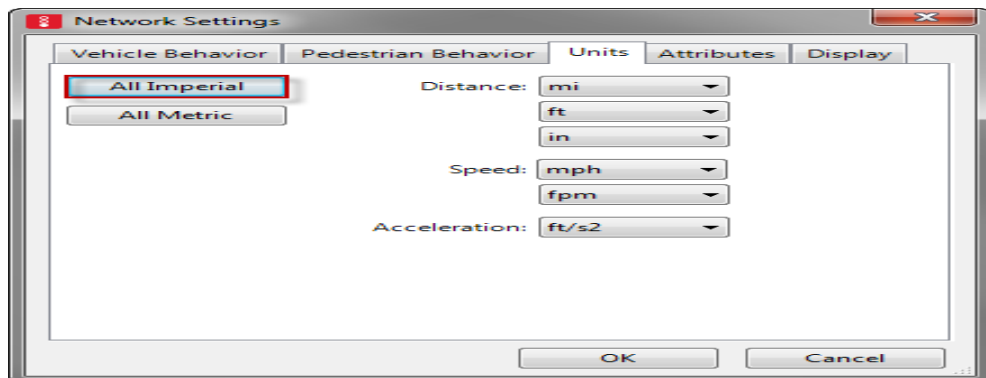 Network Settings
Vehicle Behavior Pedestrian Behavior Units Attributes Display
All Imperial Distance: mi
All Metric ft
in
Speed: mph
fpm
Acceleration: ft/s2
OK Cancel